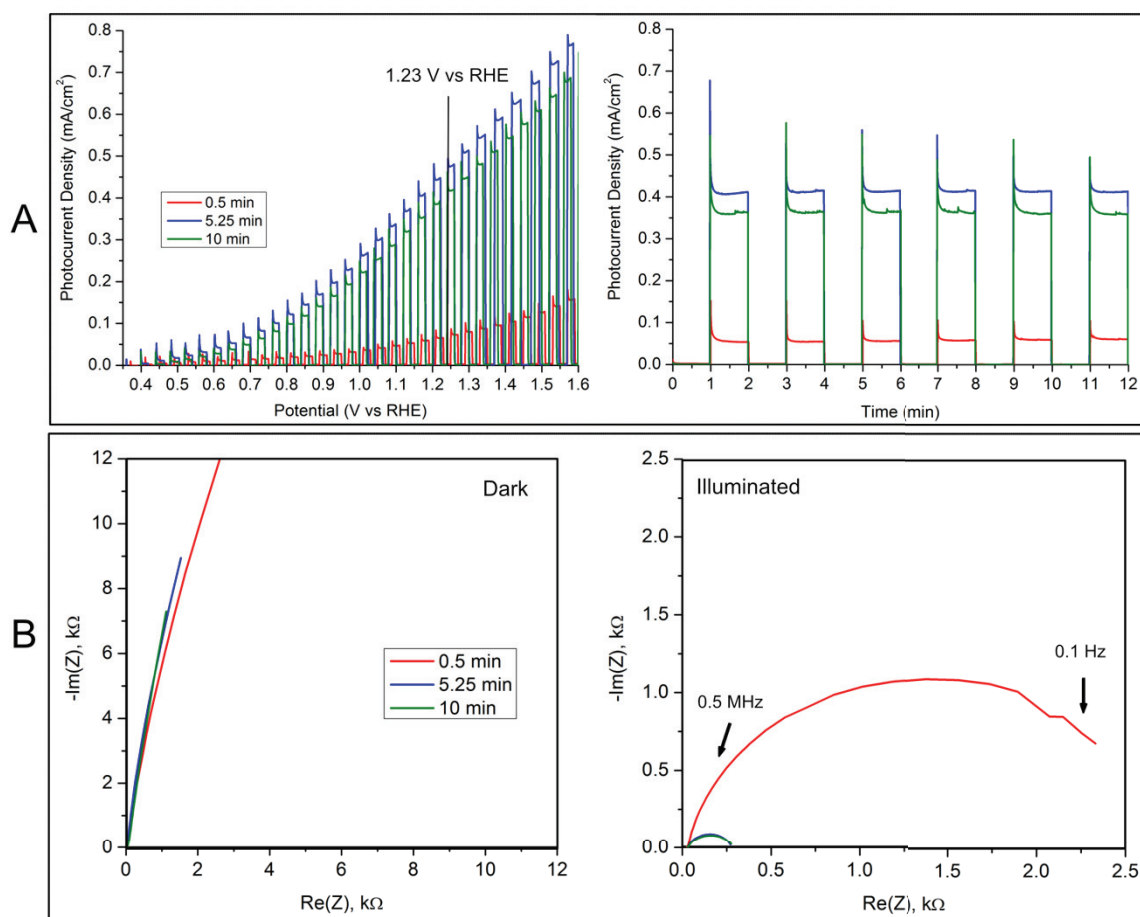 A
Photocurrent Density (mA/cm²)
0.8
0.7
0.6
0.5
0.4
0.3
0.2
0.1
0.0
1.23 V vs RHE
0.5 min
5.25 min
10 min
0.4 0.5 0.6 0.7 0.8 0.9 1.0 1.1 1.2 1.3 1.4 1.5 1.6
Potential (V vs RHE)
Photocurrent Density (mA/cm²)
0.8
0.7
0.6
0.5
0.4
0.3
0.2
0.1
0.0
0 1 2 3 4 5 6 7 8 9 10 11 12
Time (min)
B
-Im(Z), kΩ
12
10
8
6
4
2
0
Dark
0.5 min
5.25 min
10 min
0 2 4 6 8 10 12
Re(Z), kΩ
-Im(Z), kΩ
2.5
2.0
1.5
1.0
0.5
0.0
Illuminated
0.5 MHz
0.1 Hz
0.0 0.5 1.0 1.5 2.0 2.5
Re(Z), kΩ